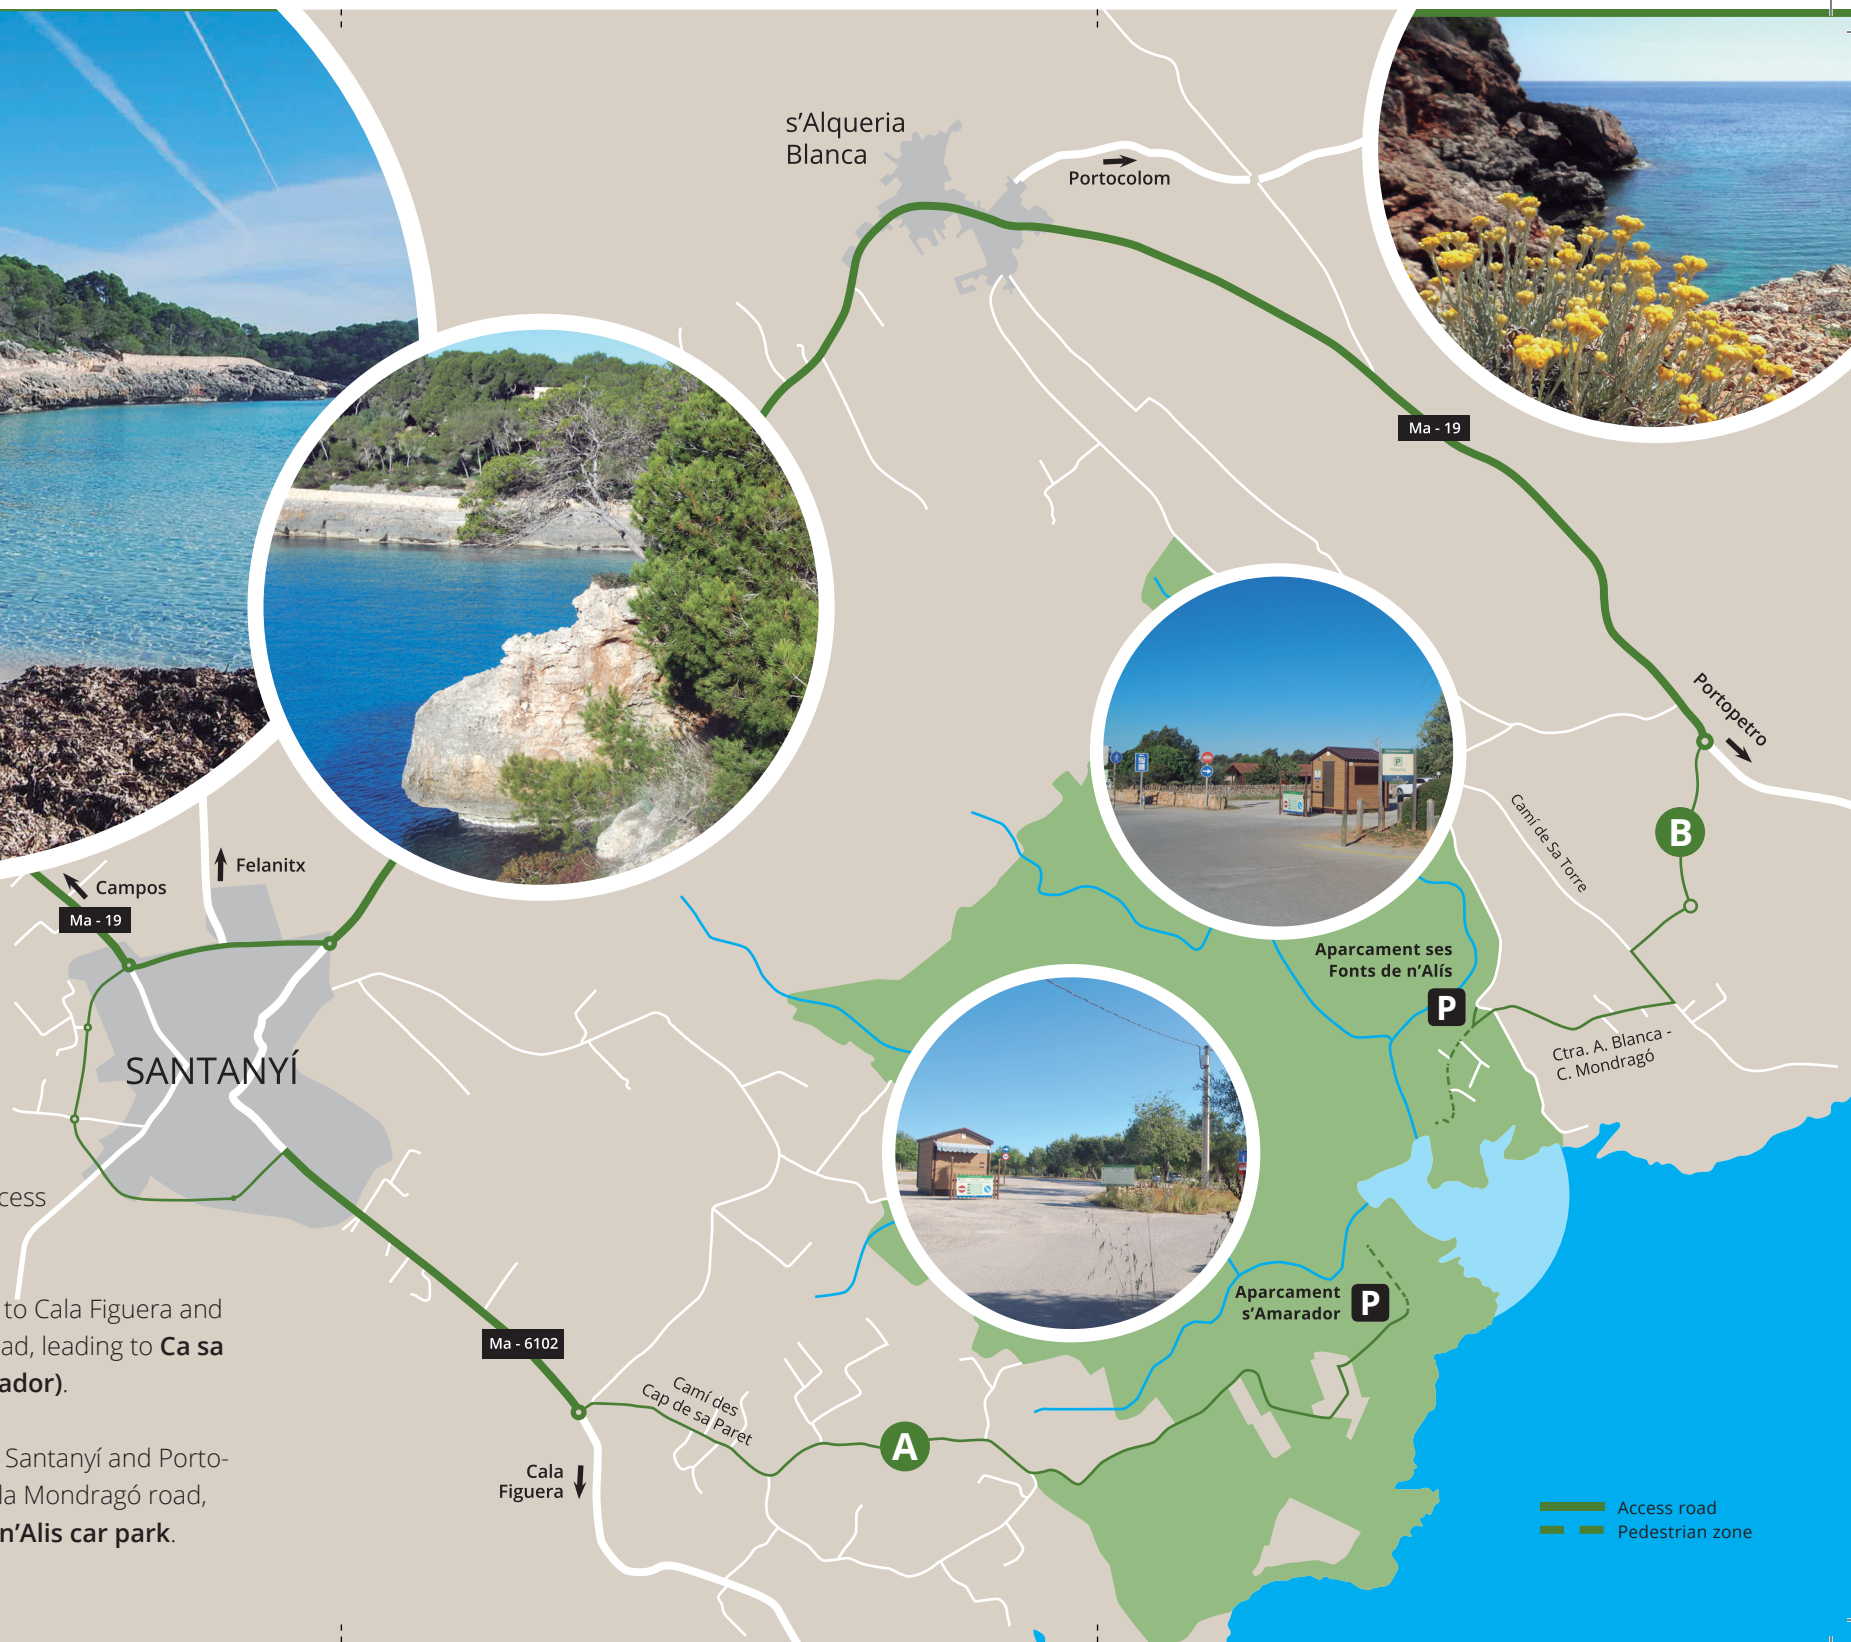 s'Alqueria
Blanca
Portocolom
Ma - 19
Portopetro
Camí de Sa Torre
B
Felanitx
Campos
Ma - 19
Aparcament ses
Fonts de n'Alís
P
SANTANYÍ
Ctra. A. Blanca -
C. Mondragó
cess
to Cala Figuera and
ad, leading to Ca sa
ador).
Aparcament
s'Amarador
P
Ma - 6102
Camí des
Cap de sa Paret
A
Cala
Figuera
Santanyí and Porto-
la Mondragó road,
n'Alis car park.
Access road
Pedestrian zone